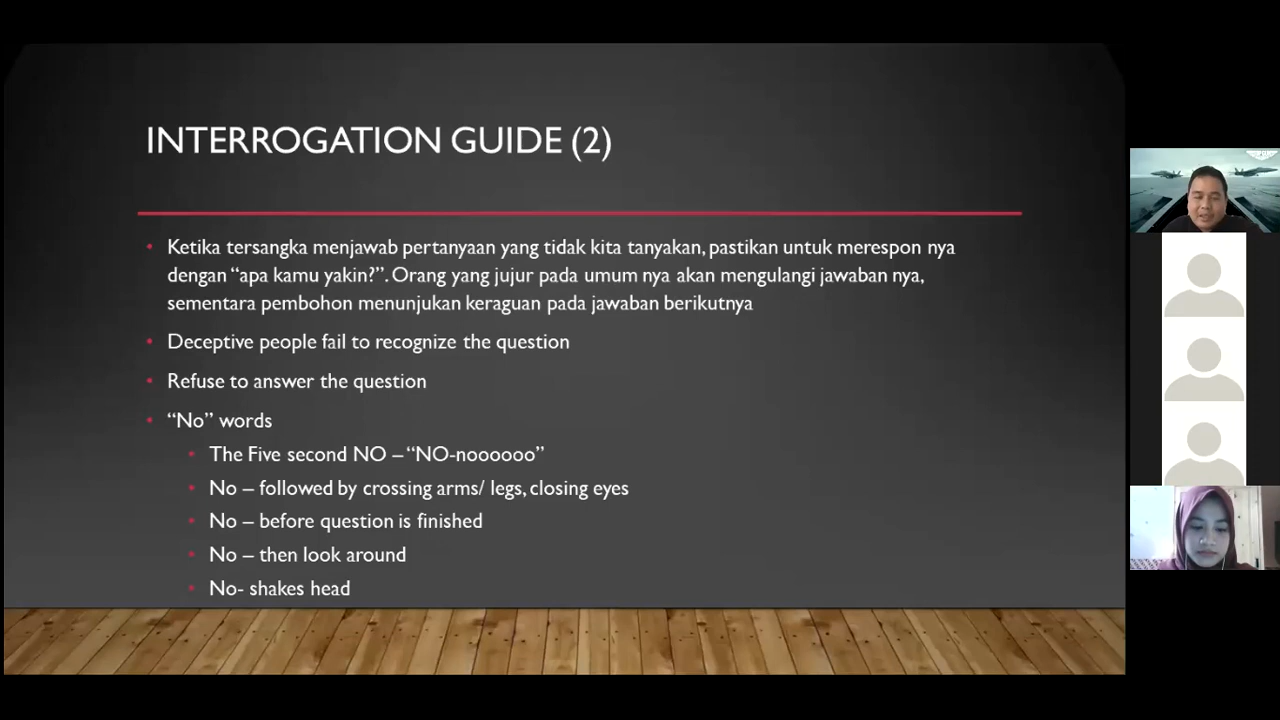 INTERROGATION GUIDE (2)
• Ketika tersangka menjawab pertanyaan yang tidak kita tanyakan, pastikan untuk merespon nya
dengan “apa kamu yakin?”. Orang yang jujur pada umum nya akan mengulangi jawaban nya,
sementara pembohon menunjukan keraguan pada jawaban berikutnya
• Deceptive people fail to recognize the question
• Refuse to answer the question
• “No” words
• The Five second NO – “NO-noooooo”
• No – followed by crossing arms/ legs, closing eyes
• No – before question is finished
• No – then look around
• No- shakes head